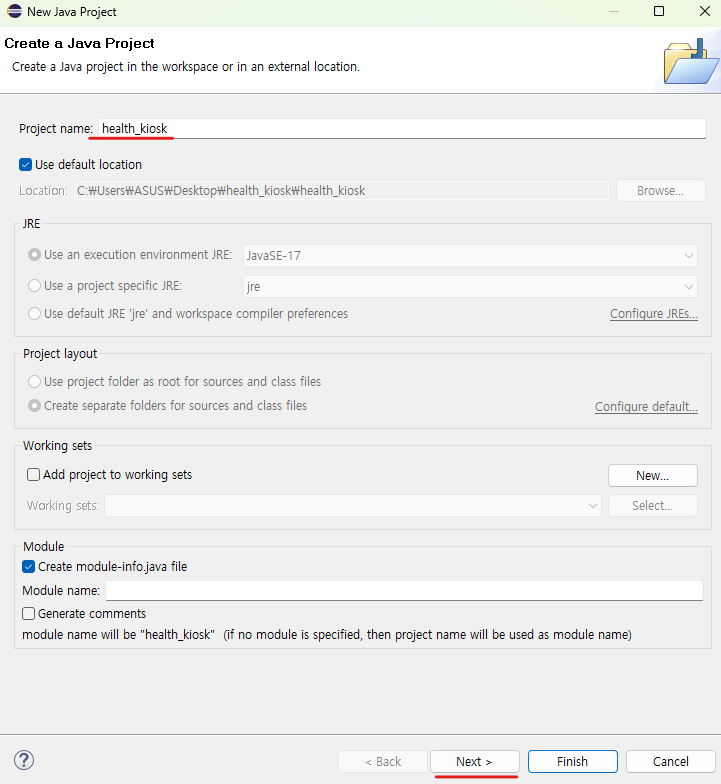 New Java Project
Create a Java Project
Create a Java project in the workspace or in an external location.
Project name: health_kiosk
Use default location
Location: C:₩Users₩ASUS₩Desktop₩health_kiosk₩health_kiosk Browse...
JRE
Use an execution environment JRE: JavaSE-17
Use a project specific JRE: jre
Use default JRE 'jre' and workspace compiler preferences Configure JREs...
Project layout
Use project folder as root for sources and class files
Create separate folders for sources and class files Configure default...
Working sets
Add project to working sets New...
Working sets: Select...
Module
Create module-info.java file
Module name:
Generate comments
module name will be "health_kiosk" (if no module is specified, then project name will be used as module name)
? < Back Next > Finish Cancel